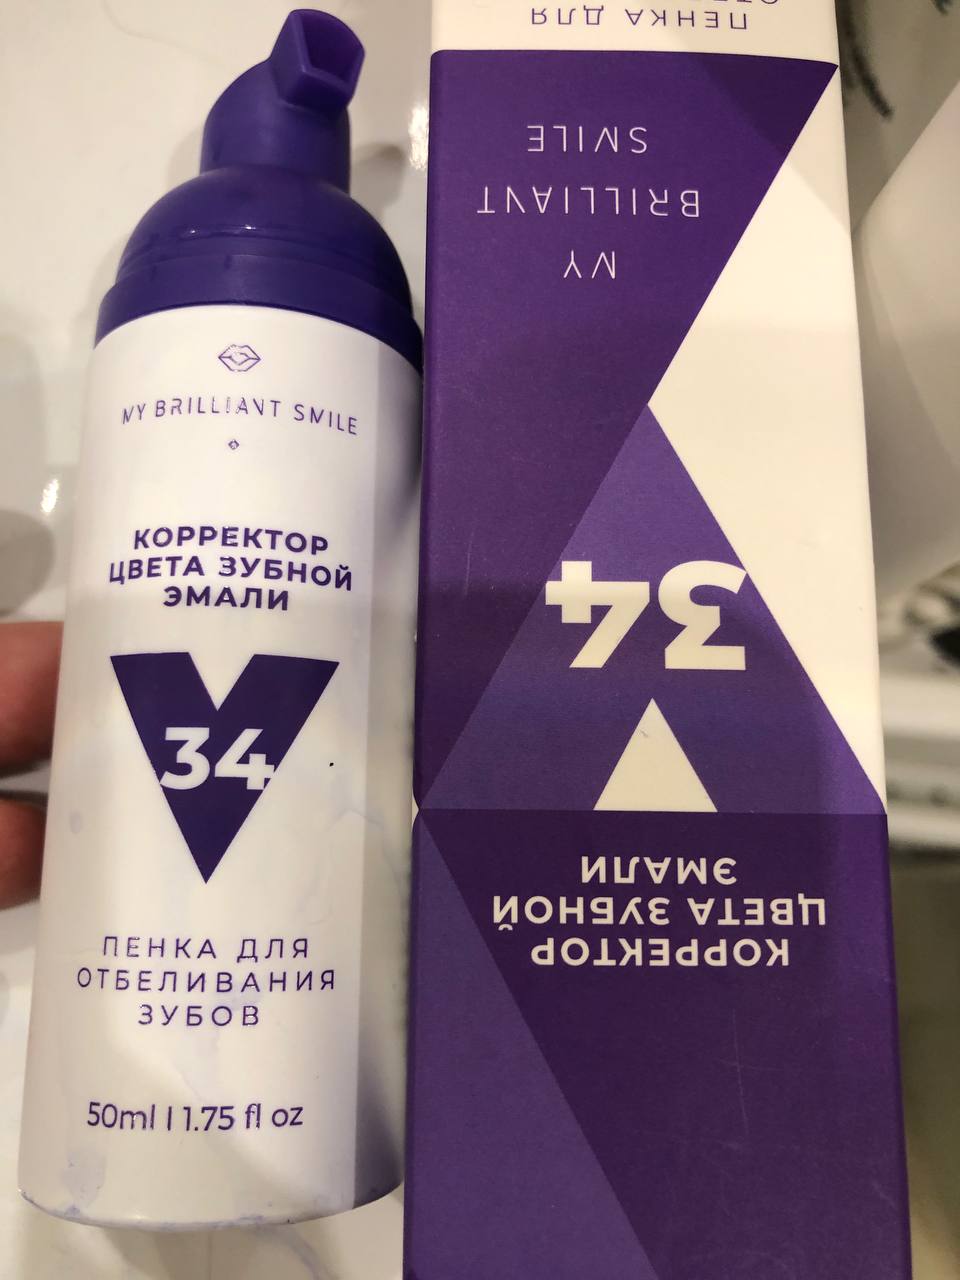 MY BRILLIANT SMILE
КОРРЕКТОР
ЦВЕТА ЗУБНОЙ
ЭМАЛИ
34
ПЕНКА ДЛЯ
ОТБЕЛИВАНИЯ
ЗУБОВ
50ml | 1.75 fl oz
КОРРЕКТОР
ЦВЕТА ЗУБНОЙ
ЭМАЛИ
34
MY
BRILLIANT
SMILE
ПЕНКА ДЛЯ